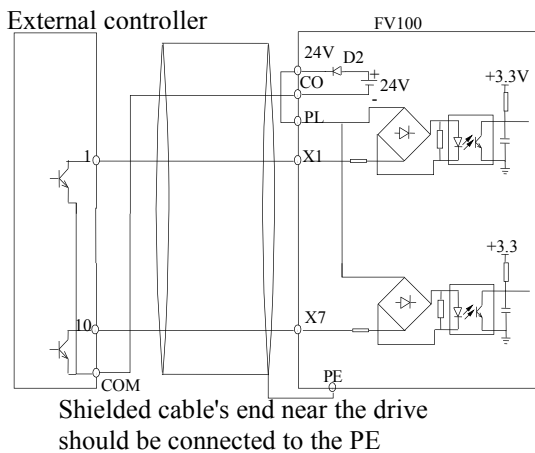 External controller
FV100
24V
D2
+3.3V
CO
+
24V
-
PL
1
X1
+3.3
10
X7
PE
COM
Shielded cable's end near the drive
should be connected to the PE